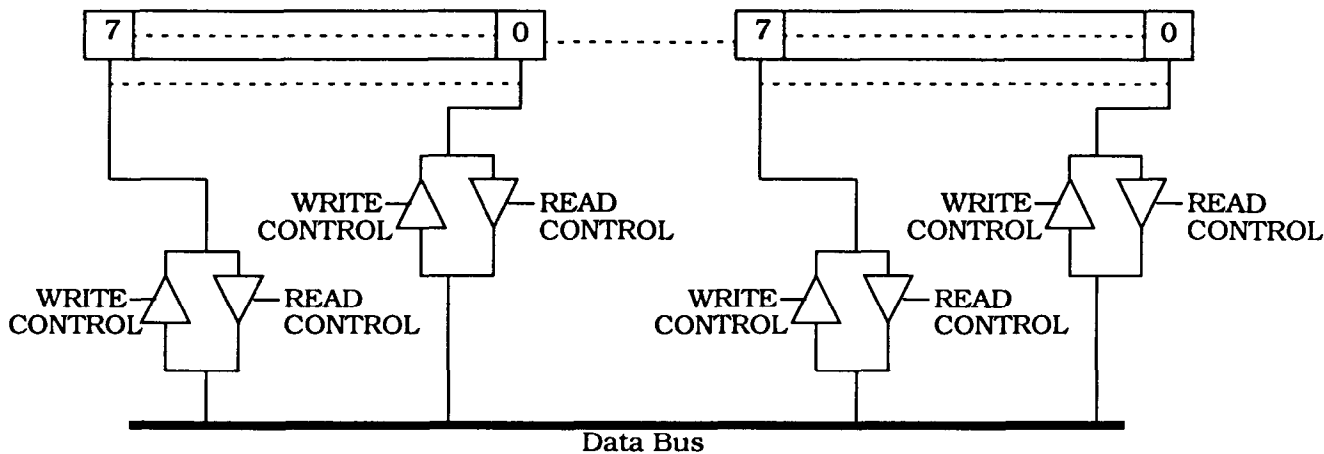 7 0 7 0
WRITE CONTROL READ CONTROL WRITE CONTROL READ CONTROL
WRITE CONTROL READ CONTROL WRITE CONTROL READ CONTROL
Data Bus